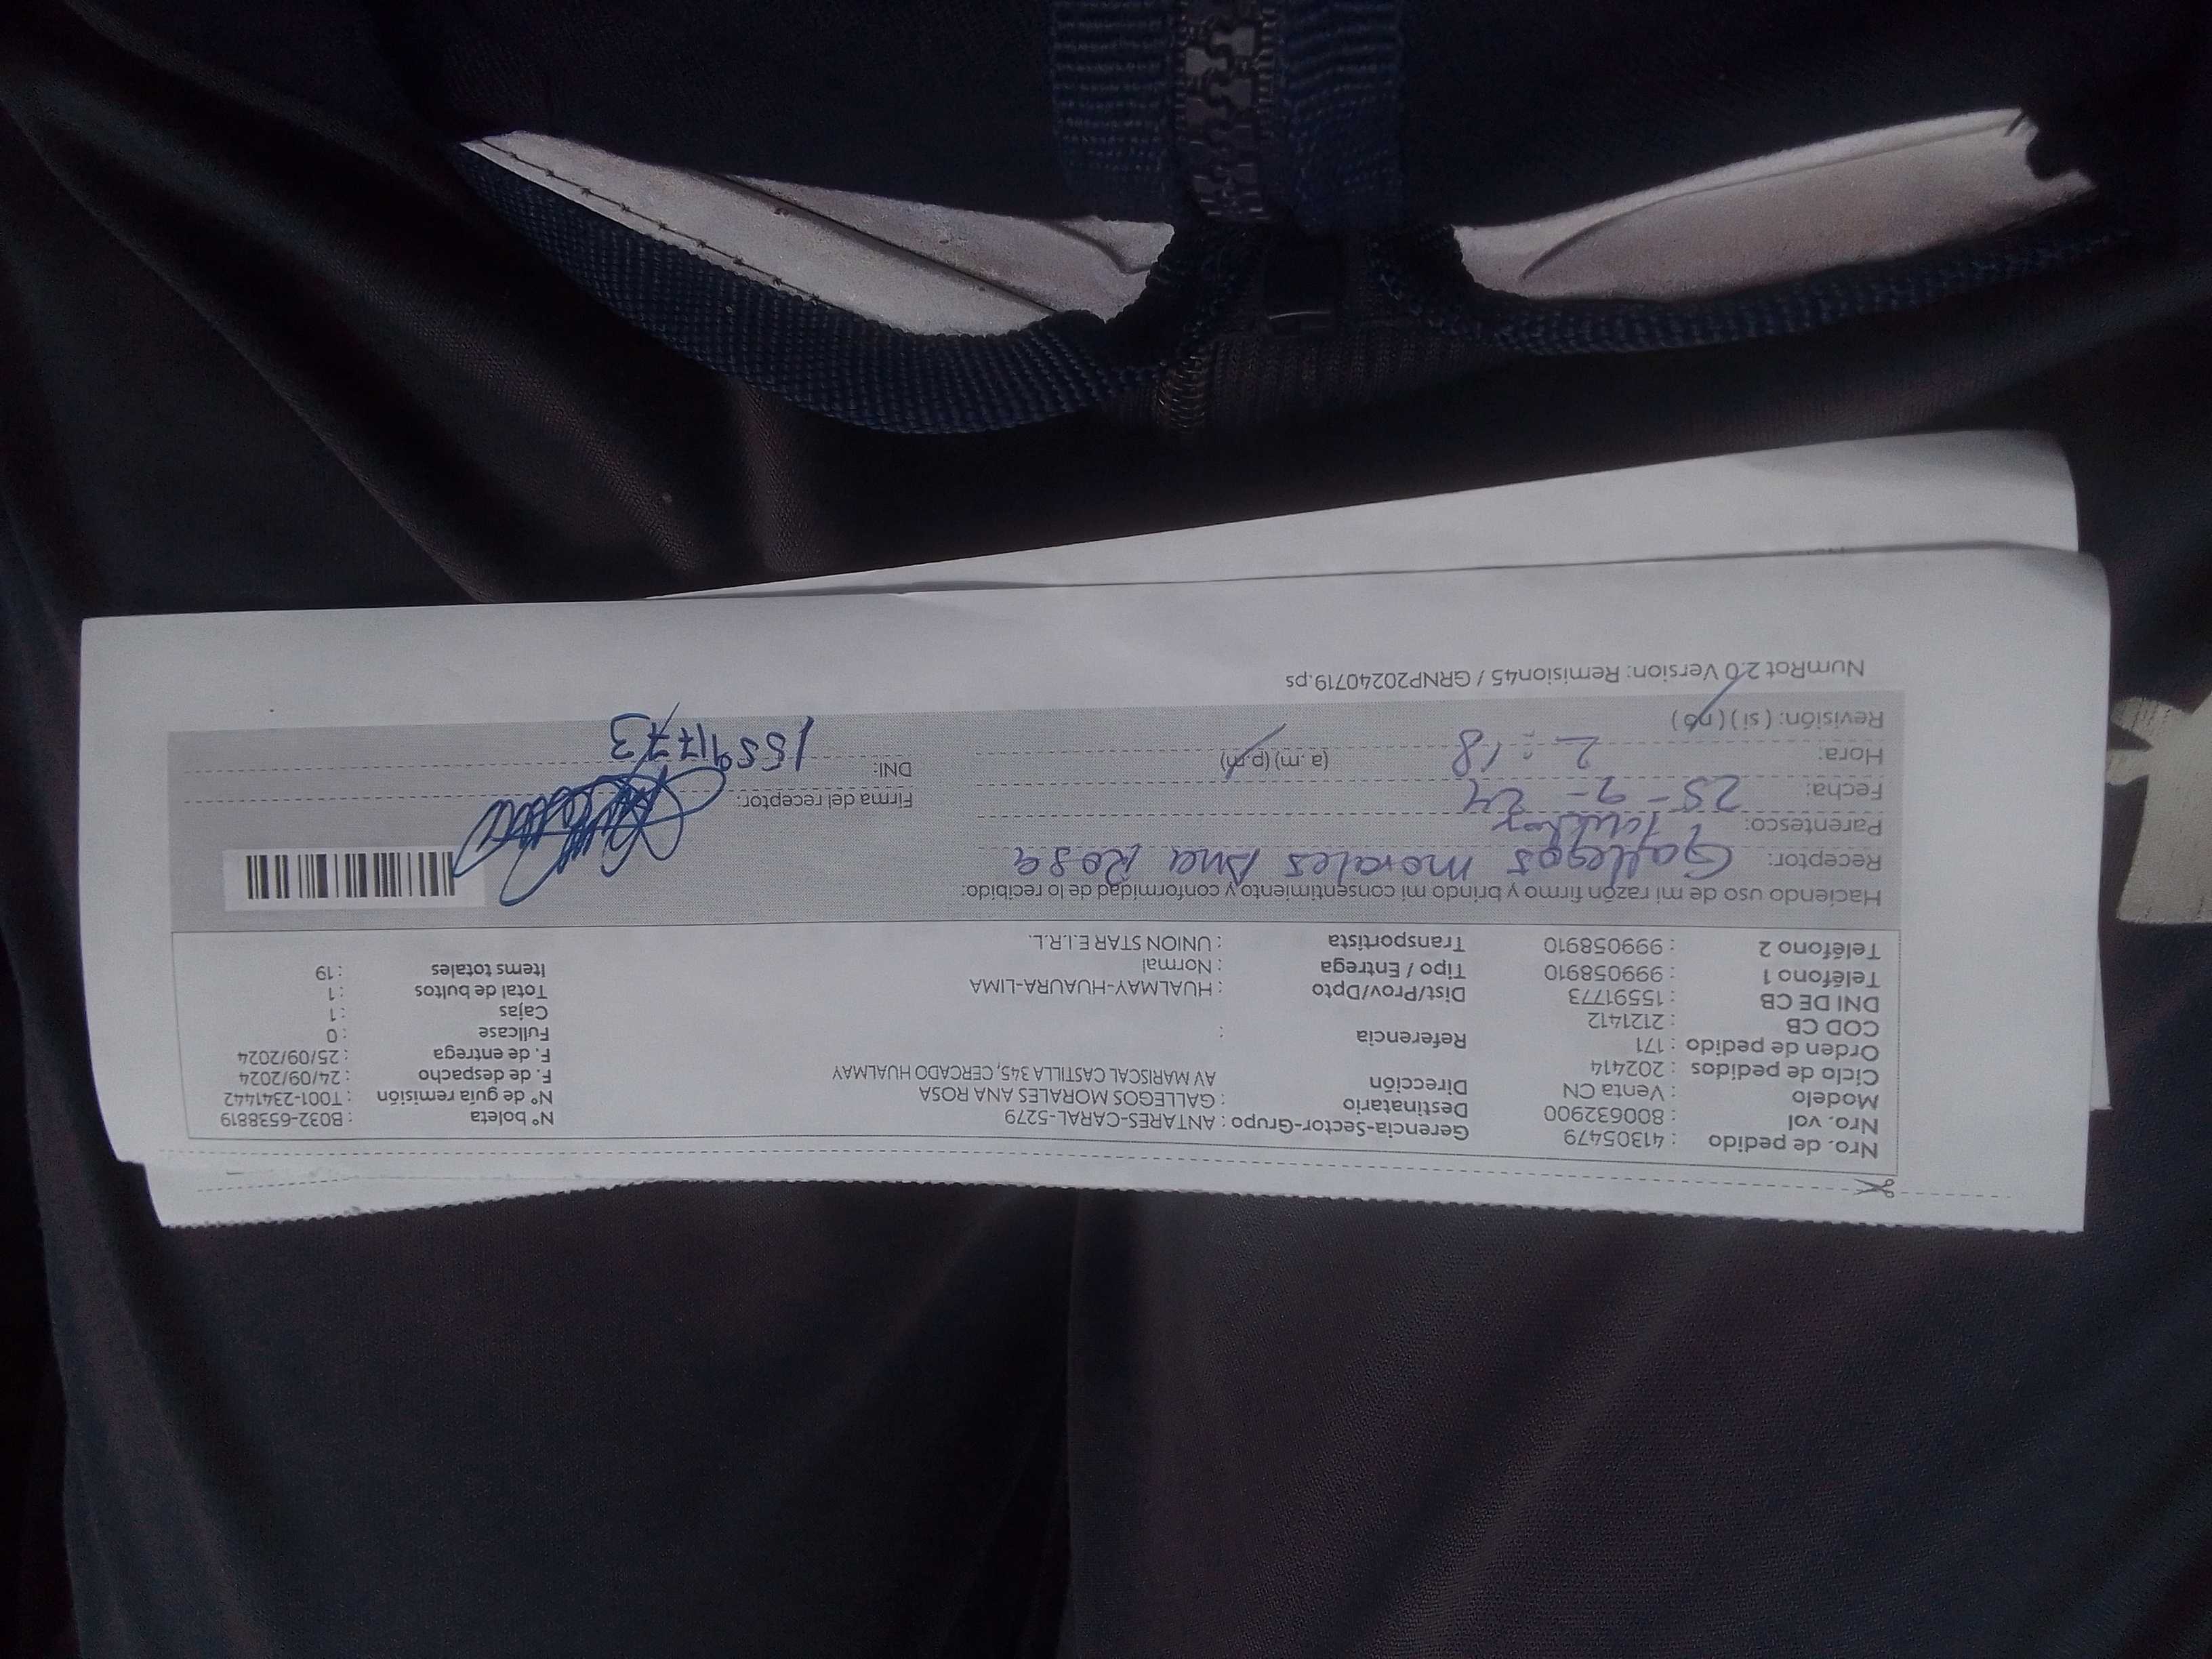 Nro. de pedido : 41305479 Gerencia-Sector-Grupo : ANTARES-CARAL-5279 Nº boleta : B032-6538819
Nro. vol : 800632900 Destinatario : GALLEGOS MORALES ANA ROSA Nº de guía remisión : T001-2341442
Modelo : Venta CN Dirección AV MARISCAL CASTILLA 345, CERCADO HUALMAY F. de despacho : 24/09/2024
Ciclo de pedidos : 202414 F. de entrega : 25/09/2024
Orden de pedido : 171 Referencia : Fullcase : 0
COD CB : 2121412 Cajas : 1
DNI DE CB : 15591773 Dist/Prov/Dpto : HUALMAY-HUAURA-LIMA Total de bultos : 1
Teléfono 1 : 999058910 Tipo / Entrega : Normal Items totales : 19
Teléfono 2 : 999058910 Transportista : UNION STAR E.I.R.L.
Haciendo uso de mi razón firmo y brindo mi consentimiento y conformidad de lo recibido:
Receptor: Gallegos morales Ana Rosa
Parentesco: Titular
Fecha: 25-9-24 Firma del receptor:
Hora: 2:18 (a.m) (p.m) DNI: 15591773
Revisión: ( si ) ( no )
NumRot 2.0 Version: Remision45 / GRNP20240719.ps